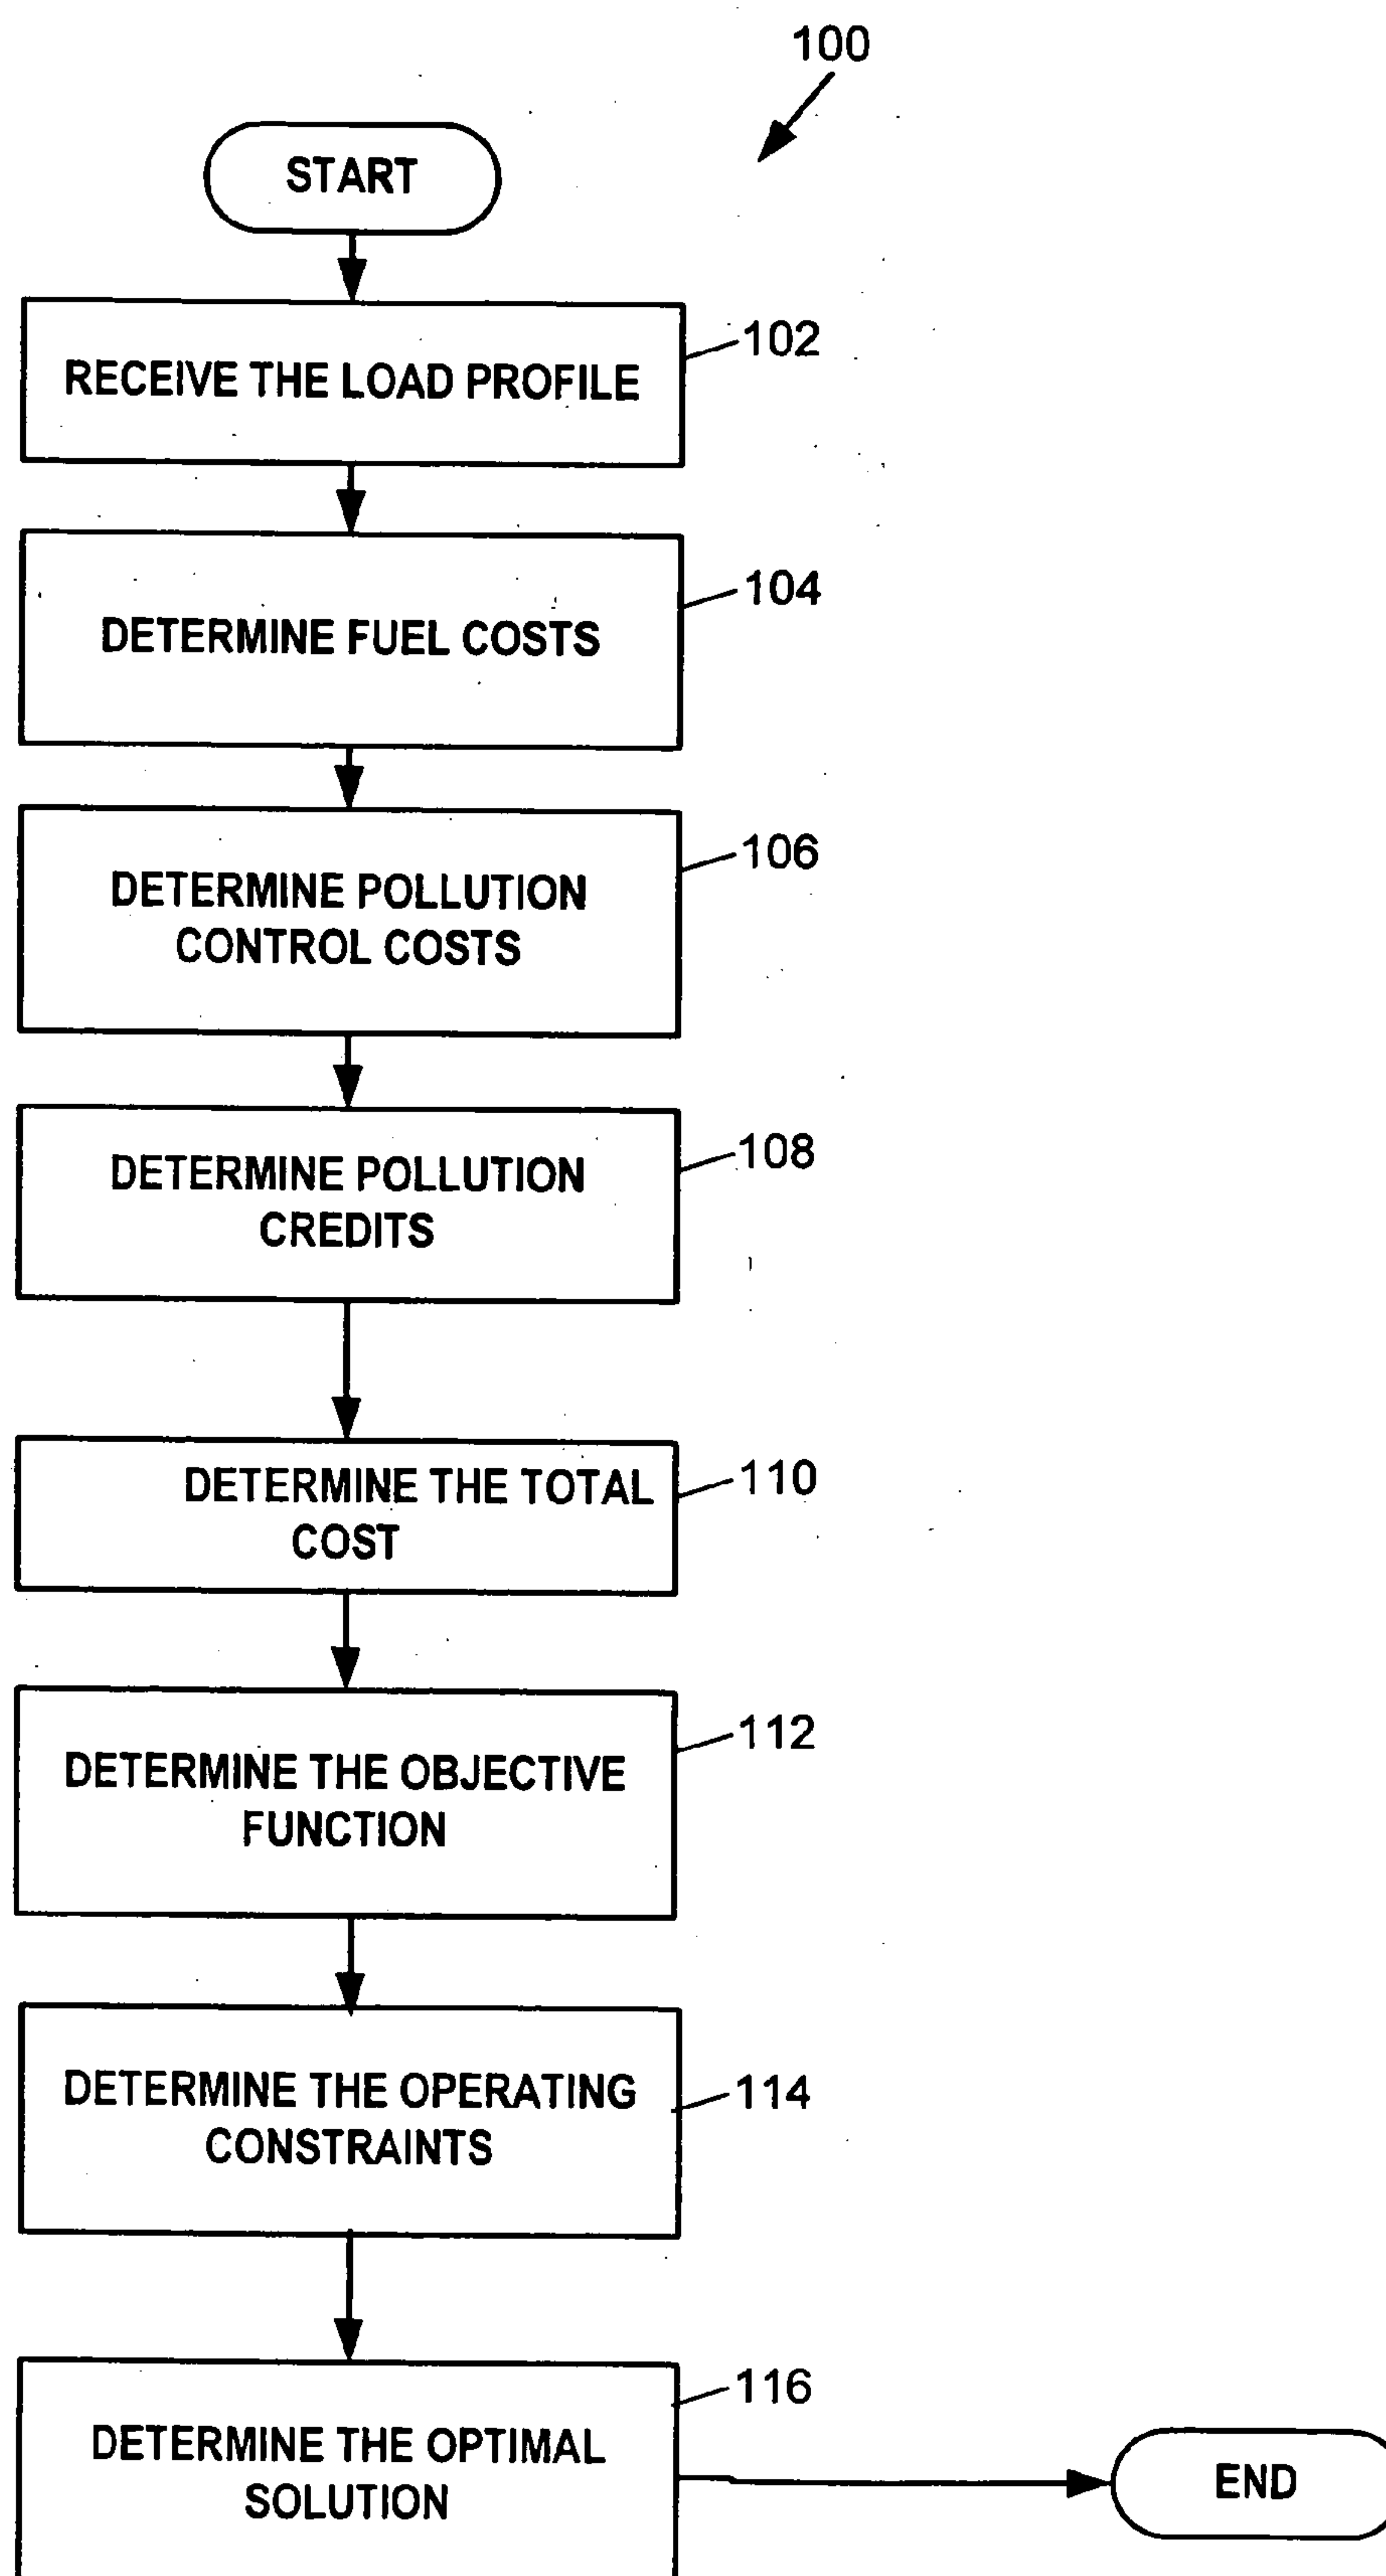 100
START
RECEIVE THE LOAD PROFILE
102
DETERMINE FUEL COSTS
104
DETERMINE POLLUTION
CONTROL COSTS
106
DETERMINE POLLUTION
CREDITS
108
DETERMINE THE TOTAL
COST
110
DETERMINE THE OBJECTIVE
FUNCTION
112
DETERMINE THE OPERATING
CONSTRAINTS
114
DETERMINE THE OPTIMAL
SOLUTION
116
END